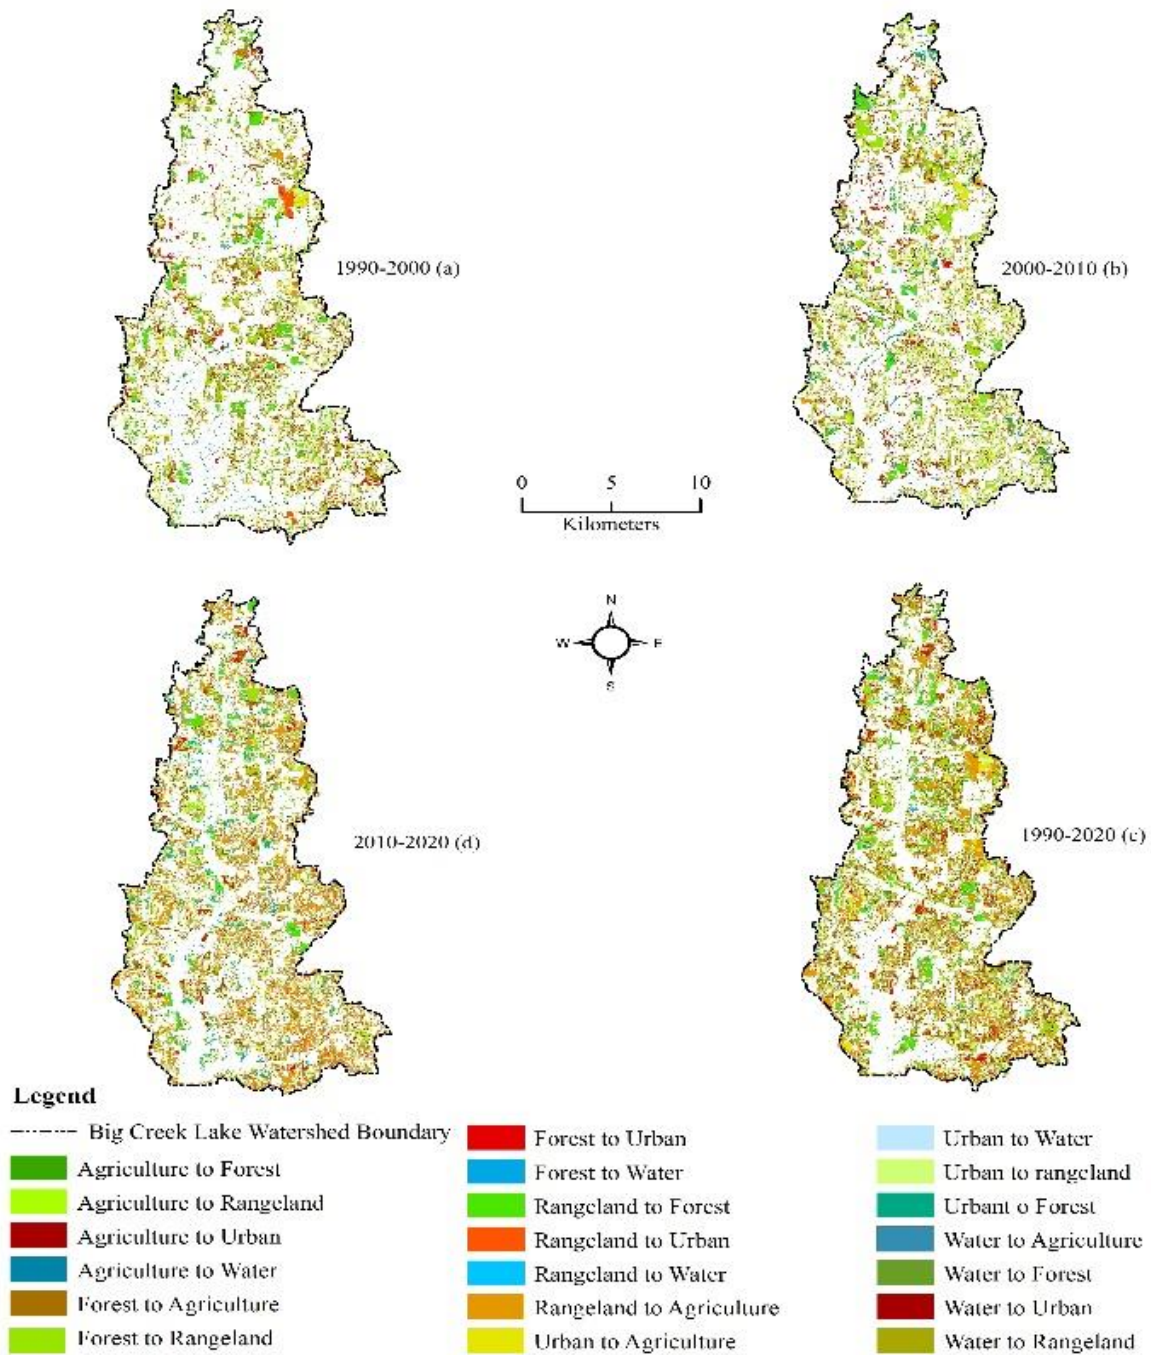 1990-2000 (a)
2000-2010 (b)
0 5 10
Kilometers
N
W E
S
2010-2020 (d)
1990-2020 (c)
Legend
Big Creek Lake Watershed Boundary
Agriculture to Forest
Agriculture to Rangeland
Agriculture to Urban
Agriculture to Water
Forest to Agriculture
Forest to Rangeland
Forest to Urban
Forest to Water
Rangeland to Forest
Rangeland to Urban
Rangeland to Water
Rangeland to Agriculture
Urban to Agriculture
Urban to Water
Urban to rangeland
Urbant o Forest
Water to Agriculture
Water to Forest
Water to Urban
Water to Rangeland